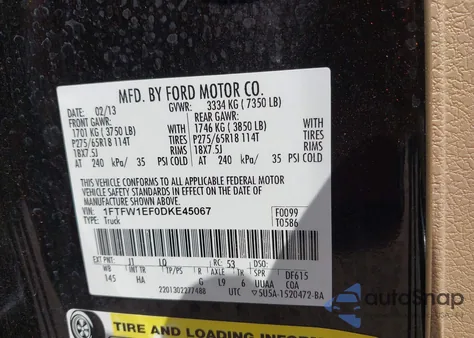 MFD. BY FORD MOTOR CO.
DATE: 02/13 GVWR: 3334 KG ( 7350 LB)
FRONT GAWR: REAR GAWR:
1701 KG ( 3750 LB) 1746 KG ( 3850 LB)
P275/65R18 114T TIRES P275/65R18 114T TIRES
18X7.5J RIMS 18X7.5J RIMS
AT 240 kPa/ 35 PSI COLD AT 240 kPa/ 35 PSI COLD
THIS VEHICLE CONFORMS TO ALL APPLICABLE FEDERAL MOTOR
VEHICLE SAFETY STANDARDS IN EFFECT ON THE DATE OF
MANUFACTURE SHOWN ABOVE.
VIN: 1FTFW1EF0DKE45067 F0099
TYPE: Truck T0586
EXT PNT: J1 LQ RC: 53 DSO:
WB INT TR TP/PS R AXLE TR SPR DF615
145 HA G L9 6 UUAA COA
2201302277488 UTC 5U5A-1520472-BA
autoSnap
TIRE AND LOADING INFORM